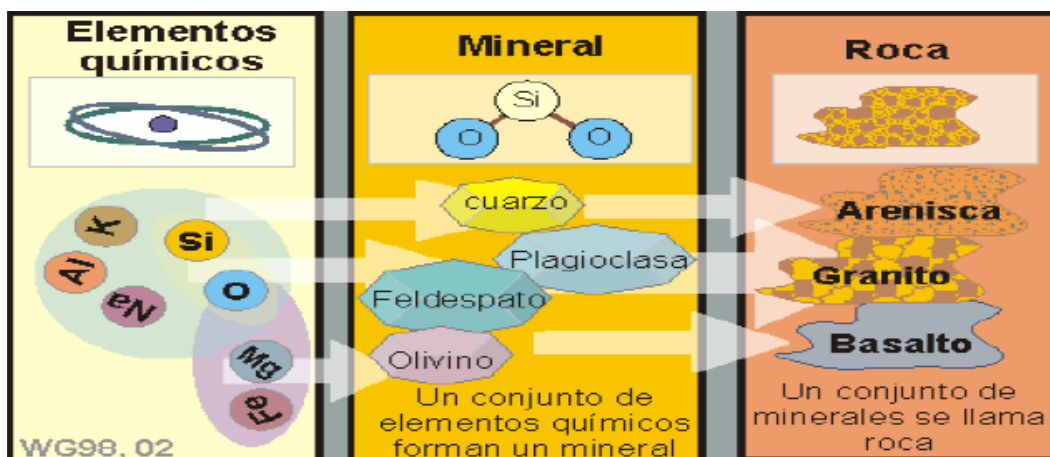 Elementos
químicos
K
Si
Al
Na
O
Mg
Fe
WG98.02
Mineral
Si
O
O
cuarzo
Plagioclasa
Feldespato
Olivino
Un conjunto de
elementos químicos
forman un mineral
Roca
Arenisca
Granito
Basalto
Un conjunto de
minerales se llama
roca